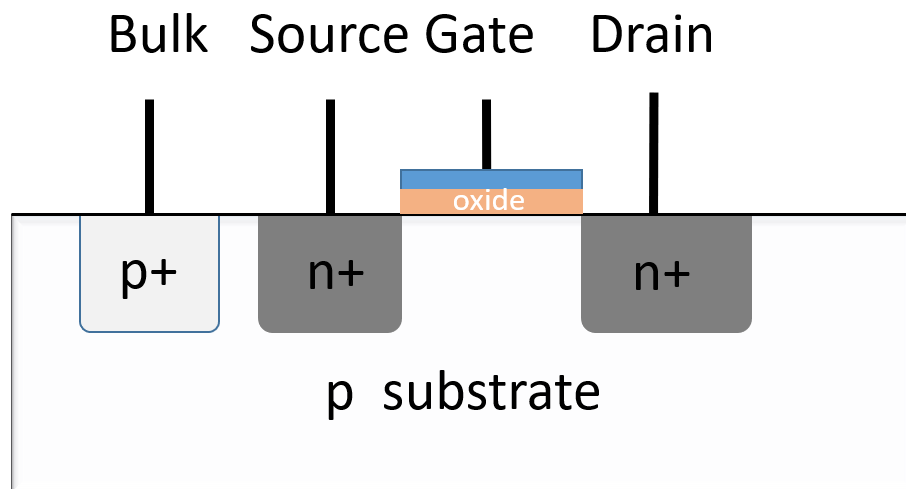 Bulk Source Gate Drain
oxide
p+ n+ n+
p substrate